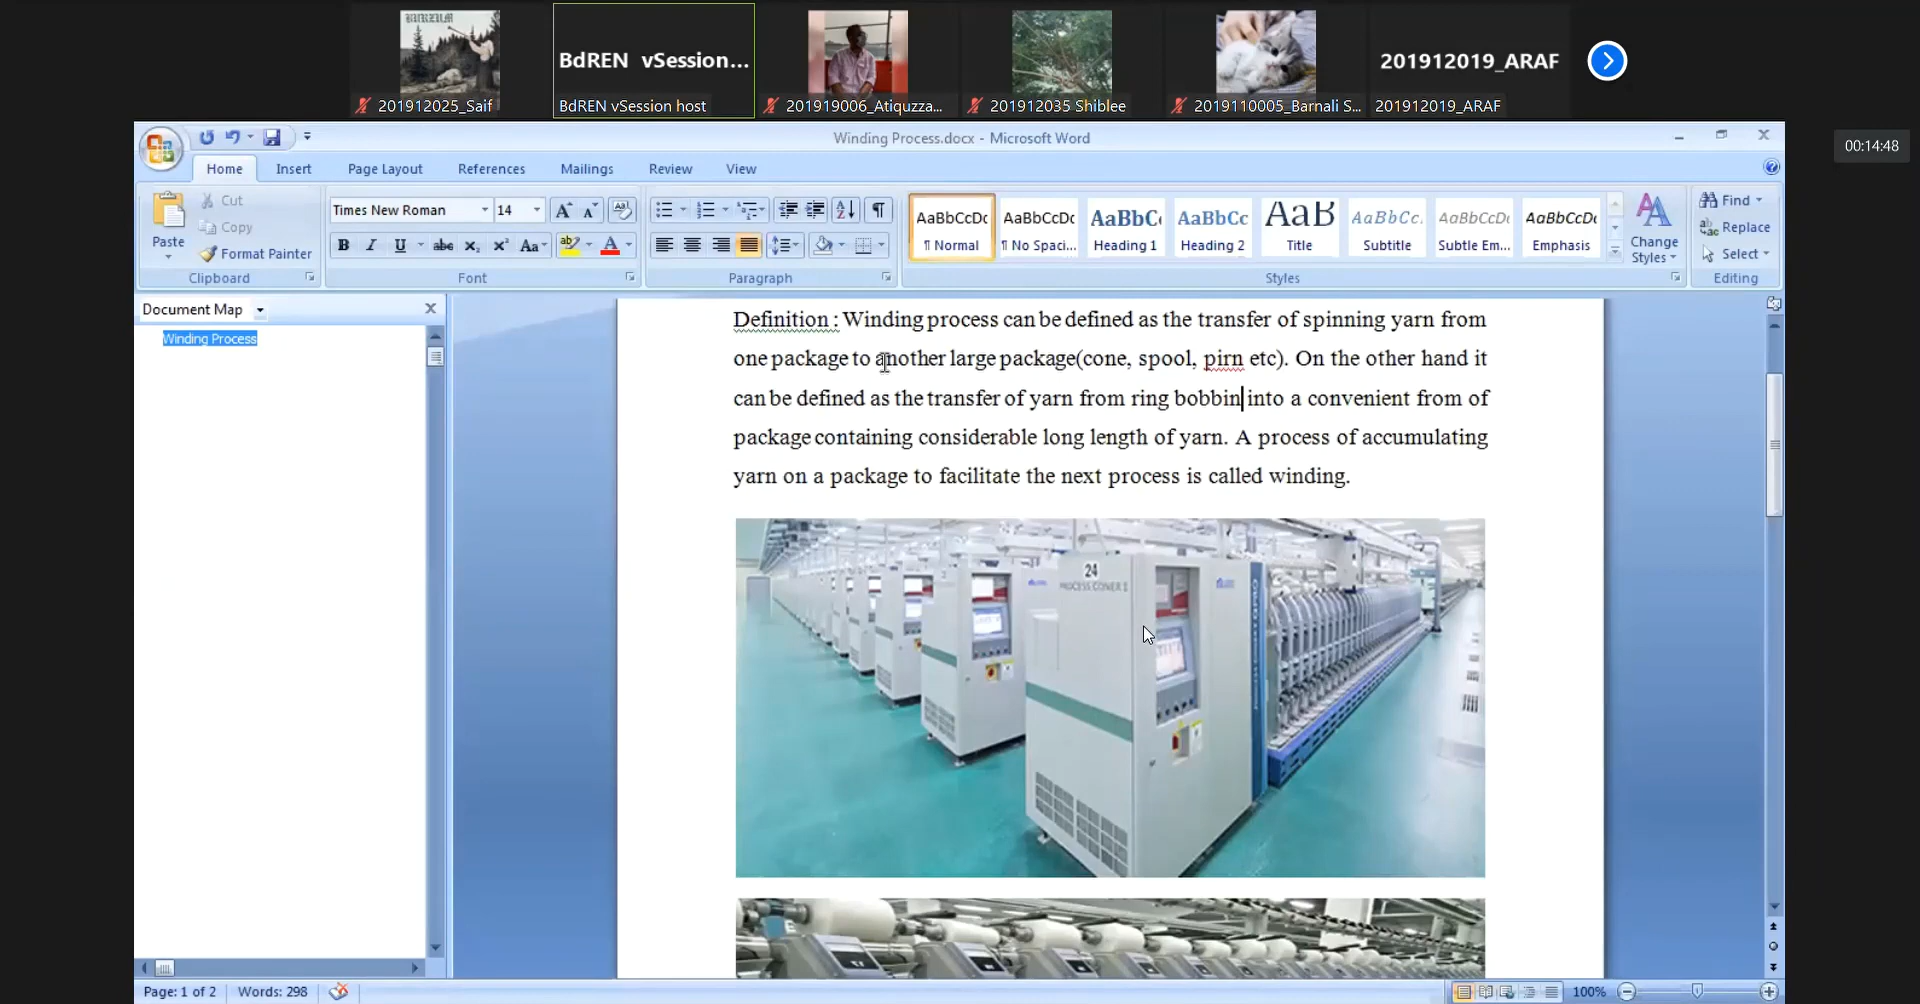 BURZUM
BdREN vSession...
201912019_ARAF
201912025_Saif
BdREN vSession host
201919006_Atiquzza...
201912035 Shiblee
2019110005_Barnali S...
201912019_ARAF
00:14:48
Winding Process.docx - Microsoft Word
Home
Insert
Page Layout
References
Mailings
Review
View
Paste
Cut
Copy
Format Painter
Clipboard
Times New Roman
14
Font
Paragraph
AaBbCcDc
¶ Normal
AaBbCcDc
¶ No Spaci...
AaBbC
Heading 1
AaBbCc
Heading 2
AaB
Title
AaBbCc.
Subtitle
AaBbCcDc
Subtle Em...
AaBbCcDc
Emphasis
Change
Styles
Styles
Find
Replace
Select
Editing
Document Map
Winding Process
Definition : Winding process can be defined as the transfer of spinning yarn from
one package to another large package(cone, spool, pirn etc). On the other hand it
can be defined as the transfer of yarn from ring bobbin into a convenient from of
package containing considerable long length of yarn. A process of accumulating
yarn on a package to facilitate the next process is called winding.
24
PROCESS CONER
Page: 1 of 2
Words: 298
100%